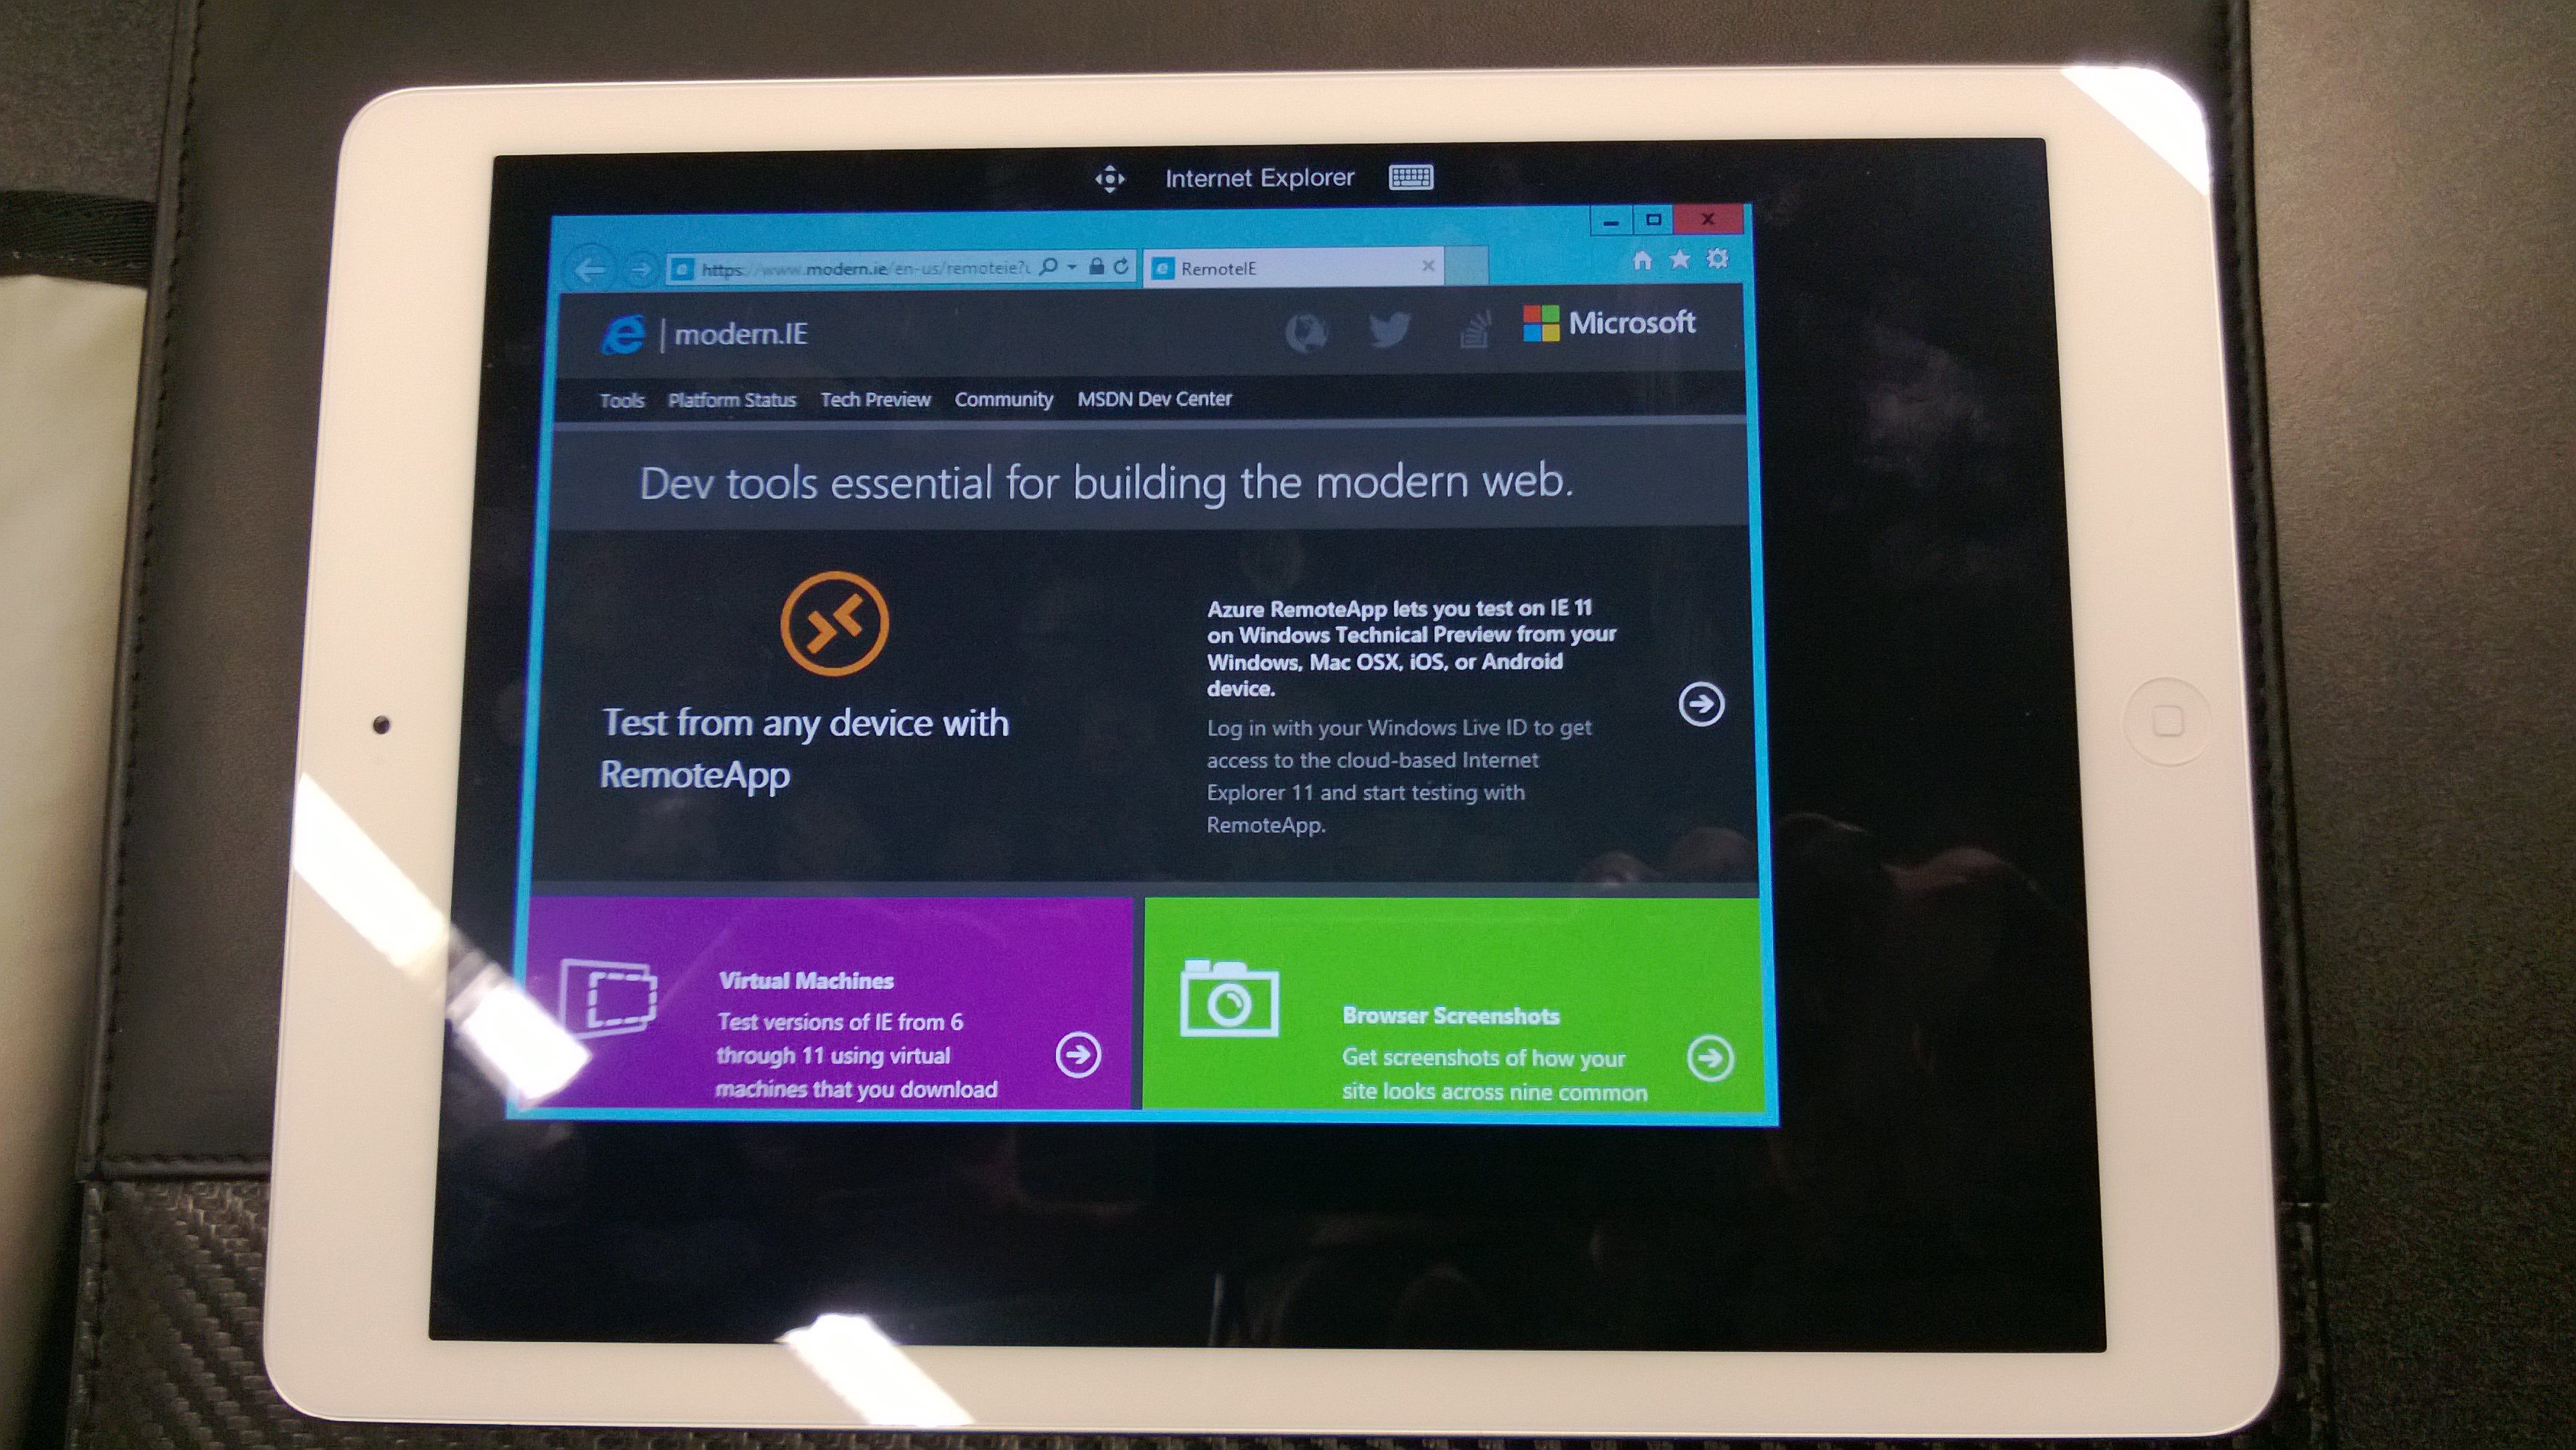 Internet Explorer
https://www.modern.ie/en-us/remoteie?
RemoteIE
modern.IE
Microsoft
Tools Platform Status Tech Preview Community MSDN Dev Center
Dev tools essential for building the modern web.
Test from any device with
RemoteApp
Azure RemoteApp lets you test on IE 11
on Windows Technical Preview from your
Windows, Mac OSX, iOS, or Android
device.
Log in with your Windows Live ID to get
access to the cloud-based Internet
Explorer 11 and start testing with
RemoteApp.
Virtual Machines
Test versions of IE from 6
through 11 using virtual
machines that you download
Browser Screenshots
Get screenshots of how your
site looks across nine common